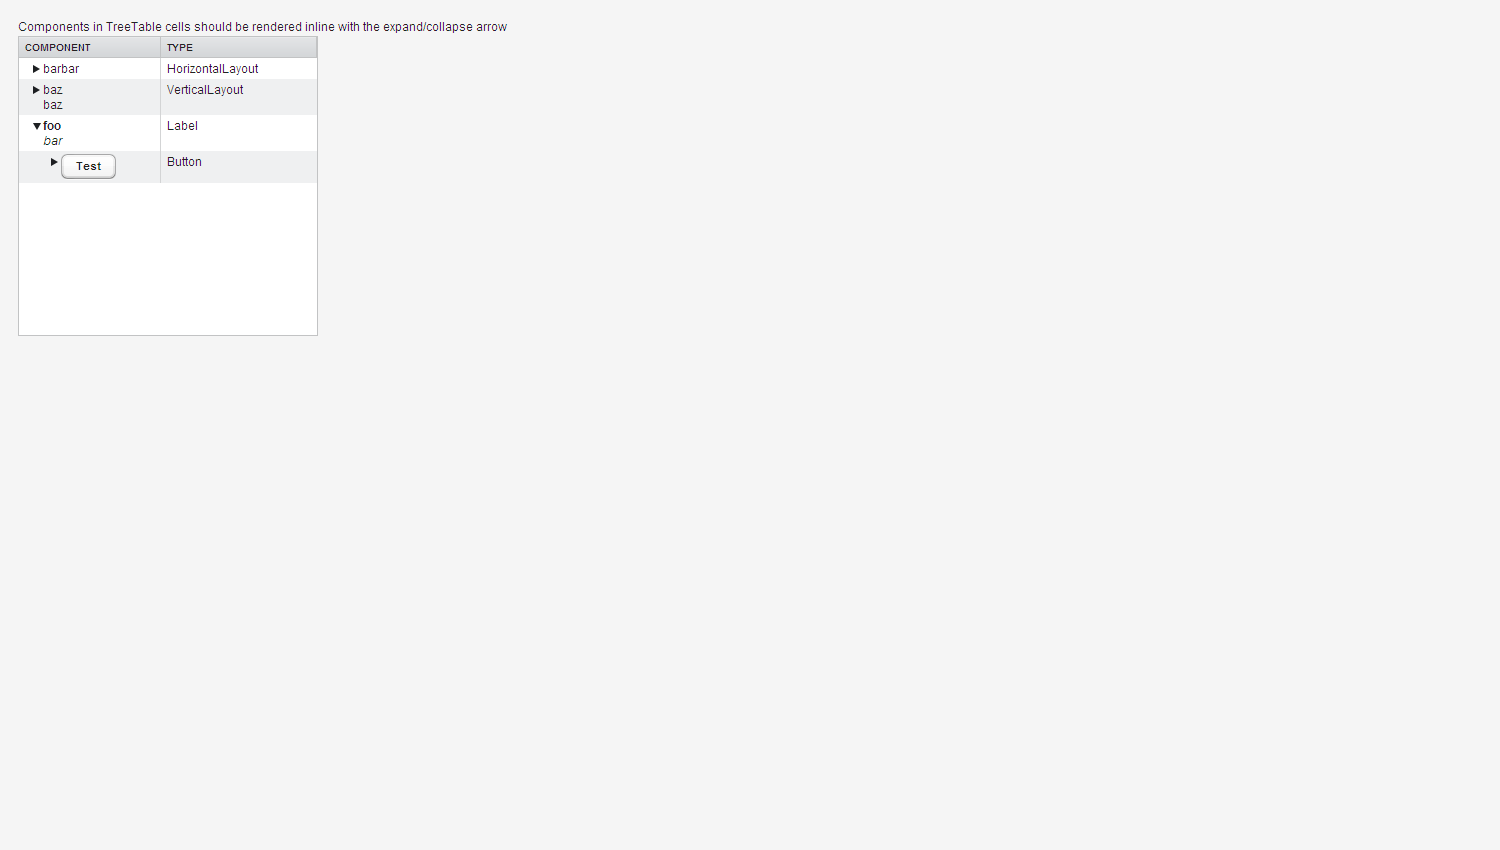 Components in TreeTable cells should be rendered inline with the expand/collapse arrow
COMPONENT TYPE
barbar HorizontalLayout
baz VerticalLayout
baz
foo Label
bar
Test Button